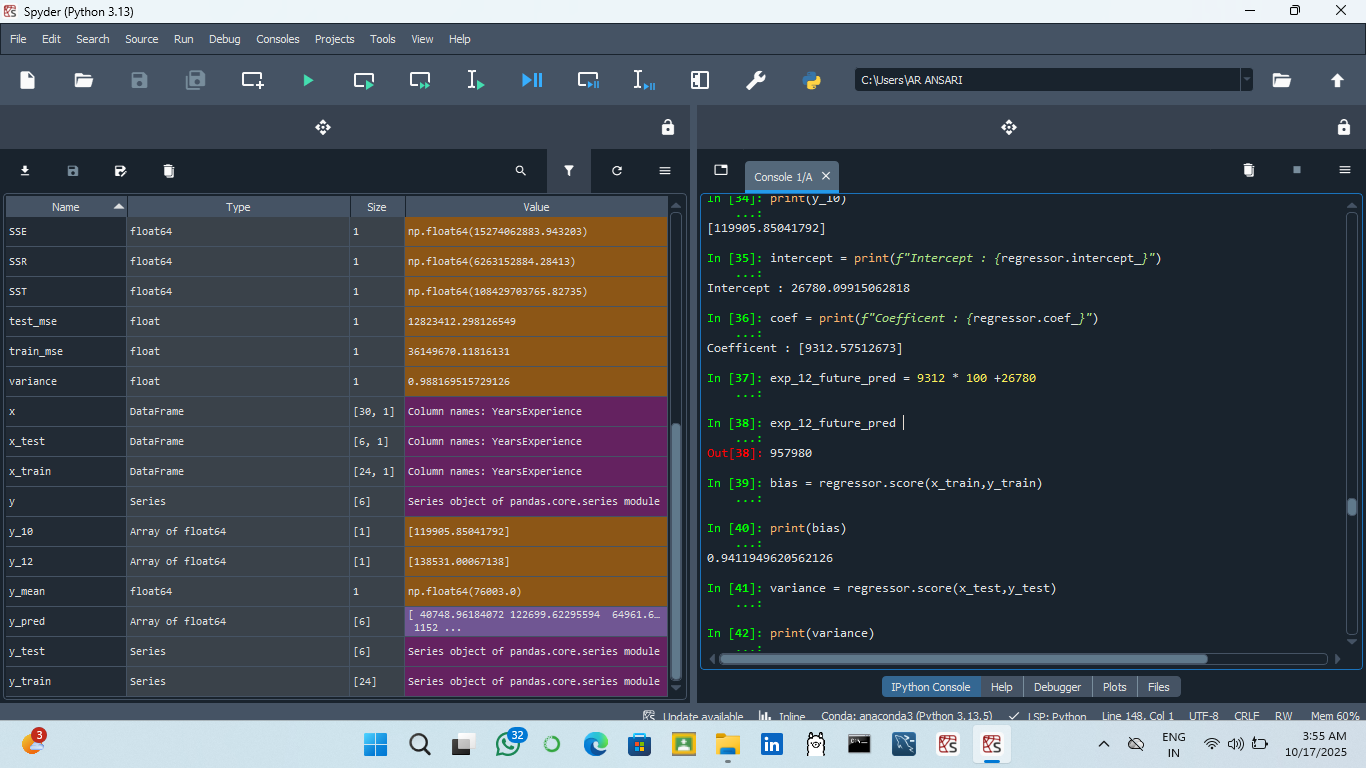 Spyder (Python 3.13)
File Edit Search Source Run Debug Consoles Projects Tools View Help
C:\Users\AR ANSARI
Console 1/A
Name Type Size Value
SSE float64 1 np.float64(15274062883.943203)
SSR float64 1 np.float64(6263152884.28413)
SST float64 1 np.float64(108429703765.82735)
test_mse float 1 12823412.298126549
train_mse float 1 36149670.11816131
variance float 1 0.988169515729126
x DataFrame [30, 1] Column names: YearsExperience
x_test DataFrame [6, 1] Column names: YearsExperience
x_train DataFrame [24, 1] Column names: YearsExperience
y Series [6] Series object of pandas.core.series module
y_10 Array of float64 [1] [119905.85041792]
y_12 Array of float64 [1] [138531.00067138]
y_mean float64 1 np.float64(76003.0)
y_pred Array of float64 [6] [ 40748.96184072 122699.62295594 64961.6…
1152 ...
y_test Series [6] Series object of pandas.core.series module
y_train Series [24] Series object of pandas.core.series module
In [34]: print(y_10)
...:
[119905.85041792]
In [35]: intercept = print(f"Intercept : {regressor.intercept_}")
...:
Intercept : 26780.09915062818
In [36]: coef = print(f"Coefficent : {regressor.coef_}")
...:
Coefficent : [9312.57512673]
In [37]: exp_12_future_pred = 9312 * 100 +26780
...:
In [38]: exp_12_future_pred
...:
Out[38]: 957980
In [39]: bias = regressor.score(x_train,y_train)
...:
In [40]: print(bias)
...:
0.9411949620562126
In [41]: variance = regressor.score(x_test,y_test)
...:
In [42]: print(variance)
...:
IPython Console Help Debugger Plots Files
Update available Inline Conda: anaconda3 (Python 3.13.5) LSP: Python Line 148, Col 1 UTF-8 CRLF RW Mem 60%
3
32
ENG
IN
3:55 AM
10/17/2025